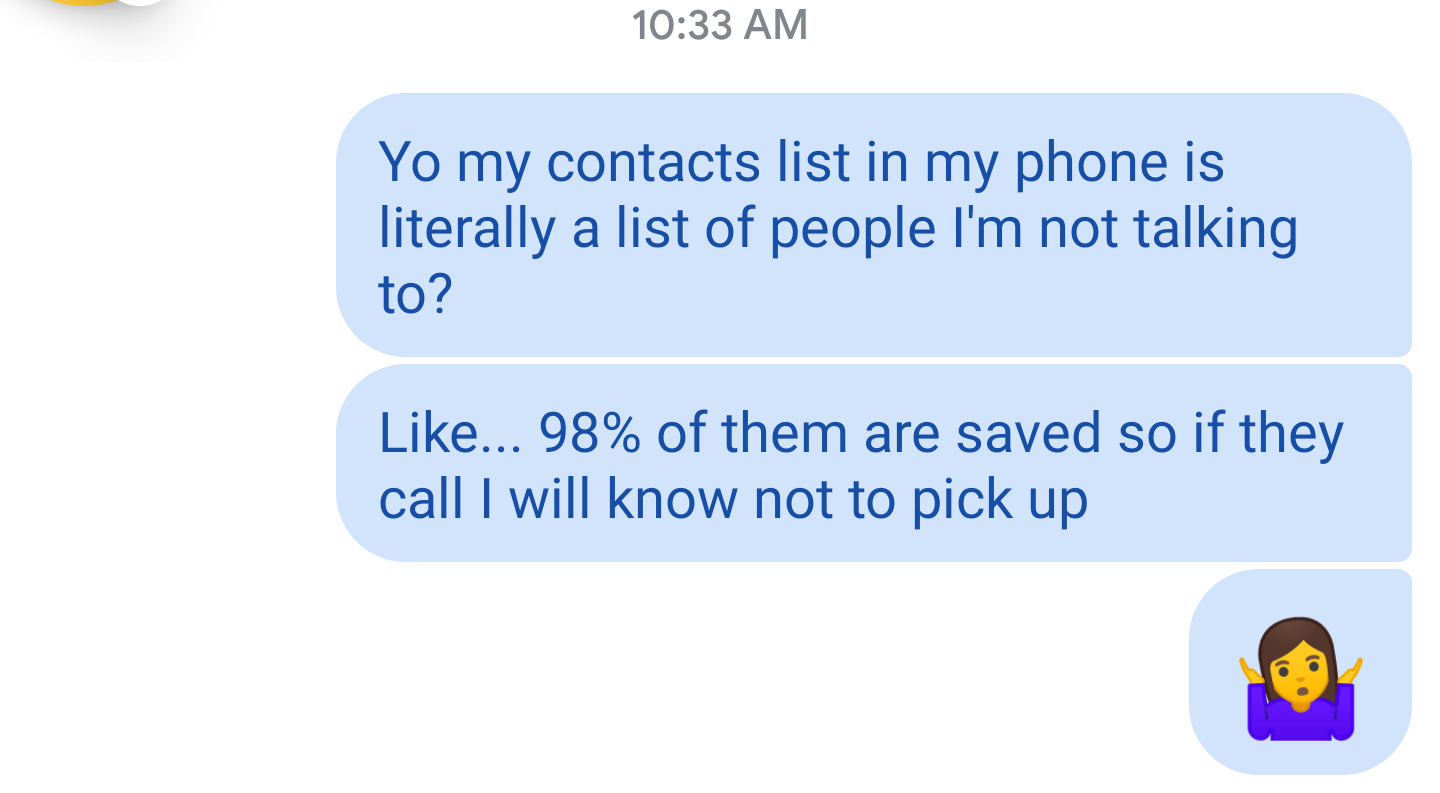 10:33 AM
Yo my contacts list in my phone is
literally a list of people I'm not talking
to?
Like... 98% of them are saved so if they
call I will know not to pick up
🤷‍♀️